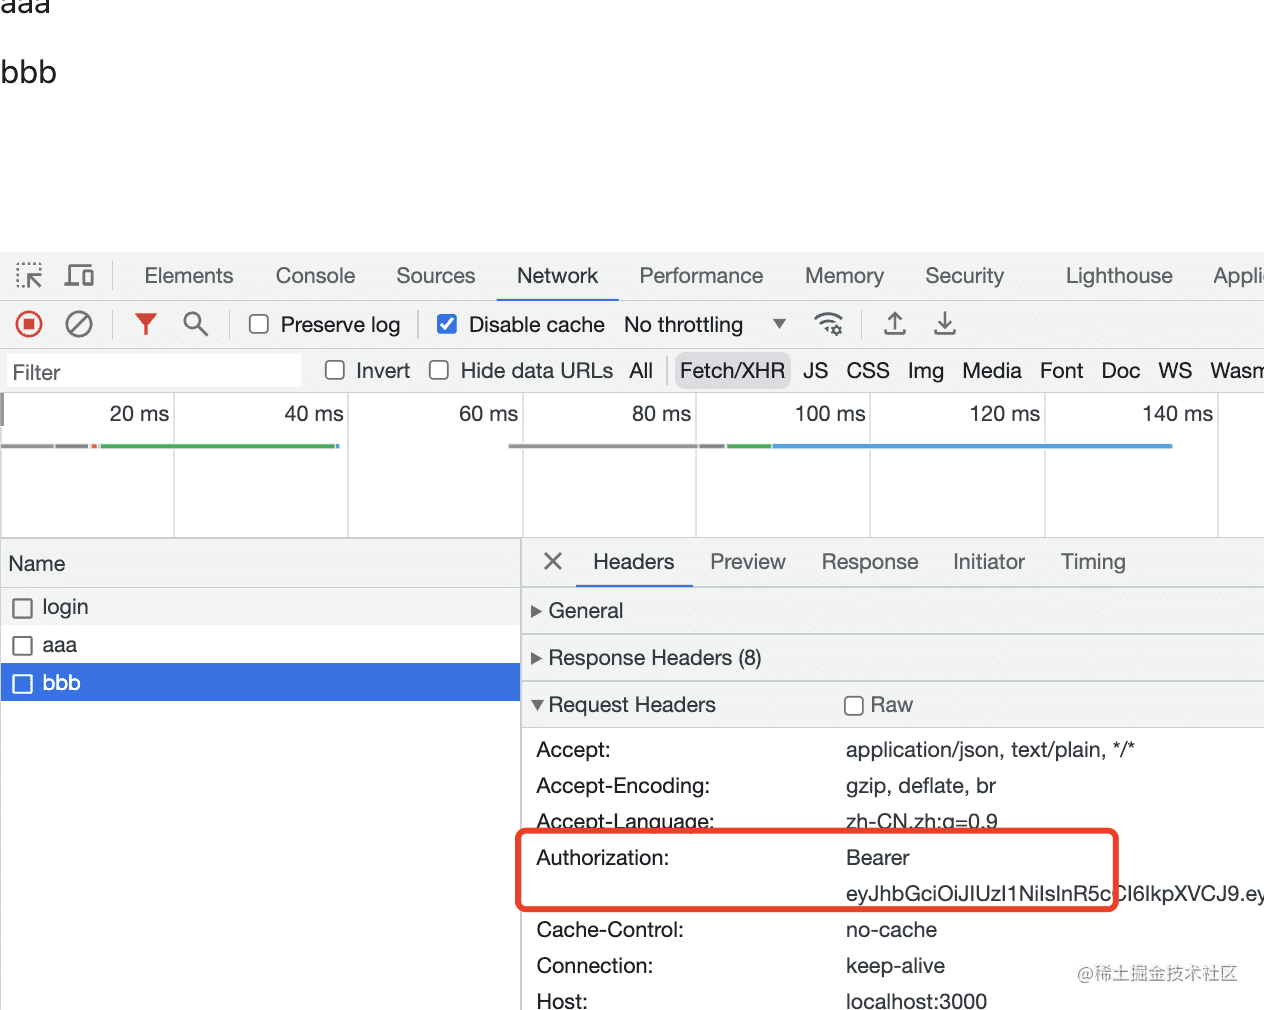 aaa
bbb
Elements Console Sources Network Performance Memory Security Lighthouse Appli
Preserve log Disable cache No throttling
Filter Invert Hide data URLs All Fetch/XHR JS CSS Img Media Font Doc WS Wasm
20 ms 40 ms 60 ms 80 ms 100 ms 120 ms 140 ms
Name
login
aaa
bbb
Headers Preview Response Initiator Timing
General
Response Headers (8)
Request Headers Raw
Accept: application/json, text/plain, */*
Accept-Encoding: gzip, deflate, br
Accept-Language: zh-CN,zh;q=0.9
Authorization: Bearer
eyJhbGciOiJIUzI1NiIsInR5cCI6IkpXVCJ9.ey
Cache-Control: no-cache
Connection: keep-alive
Host: localhost:3000
@稀土掘金技术社区